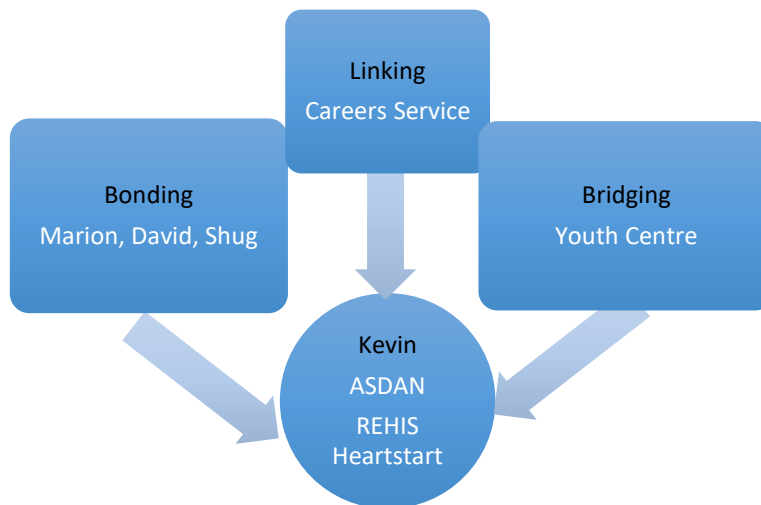 Linking
Careers Service
Bonding
Marion, David, Shug
Bridging
Youth Centre
Kevin
ASDAN
REHIS
Heartstart